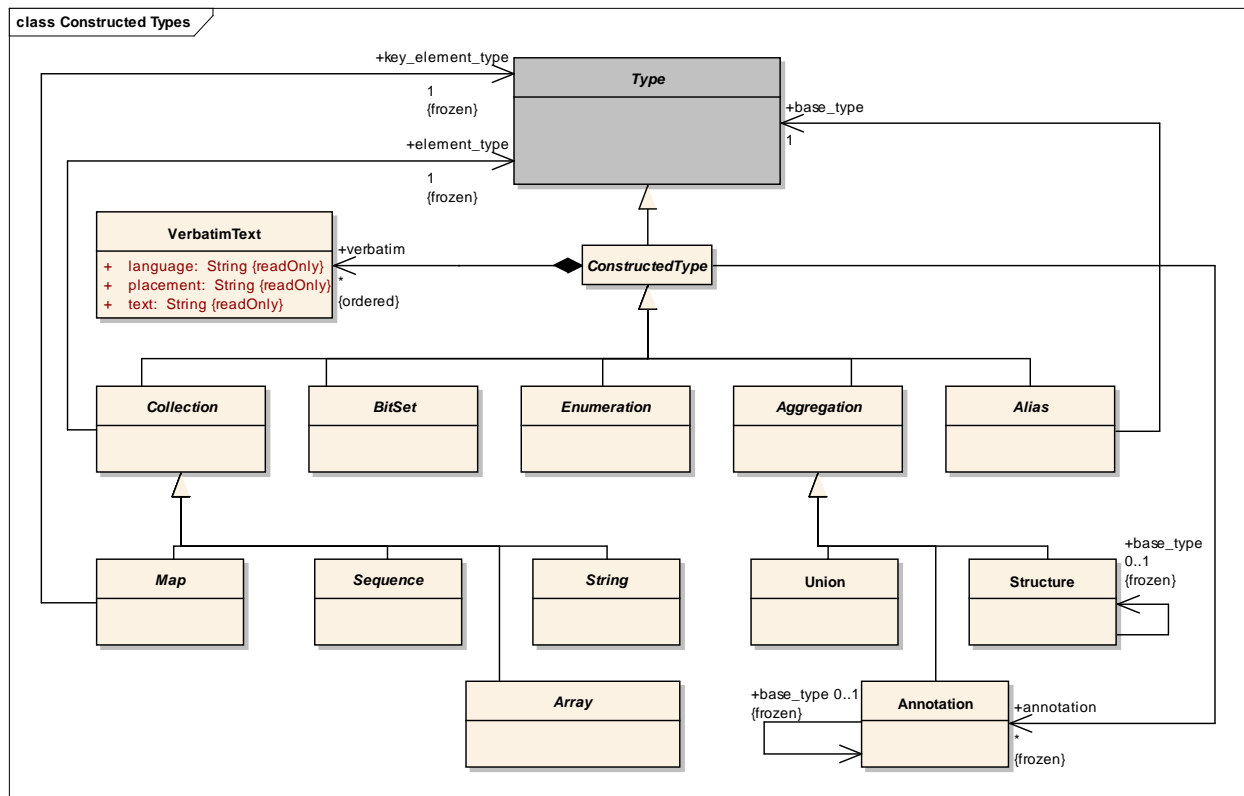 class Constructed Types
+key_element_type
1
{frozen}
Type
+base_type
1
+element_type
1
{frozen}
VerbatimText
+ language: String {readOnly}
+ placement: String {readOnly}
+ text: String {readOnly}
+verbatim
*
{ordered}
ConstructedType
Collection
BitSet
Enumeration
Aggregation
Alias
Map
Sequence
String
Union
Structure
+base_type
0..1
{frozen}
Array
+base_type 0..1
{frozen}
Annotation
+annotation
*
{frozen}